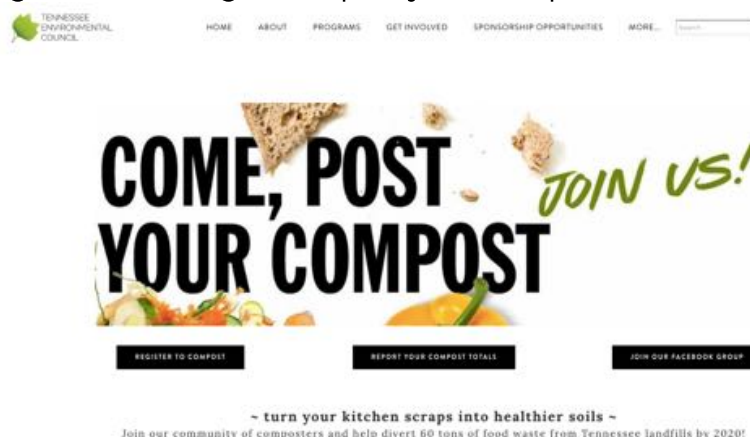 TENNESSEE
ENVIRONMENTAL
COUNCIL
HOME ABOUT PROGRAMS GET INVOLVED SPONSORSHIP OPPORTUNITIES MORE... Search
COME, POST
YOUR COMPOST
JOIN US!
REGISTER TO COMPOST REPORT YOUR COMPOST TOTALS JOIN OUR FACEBOOK GROUP
~ turn your kitchen scraps into healthier soils ~
Join our community of composters and help divert 60 tons of food waste from Tennessee landfills by 2020!